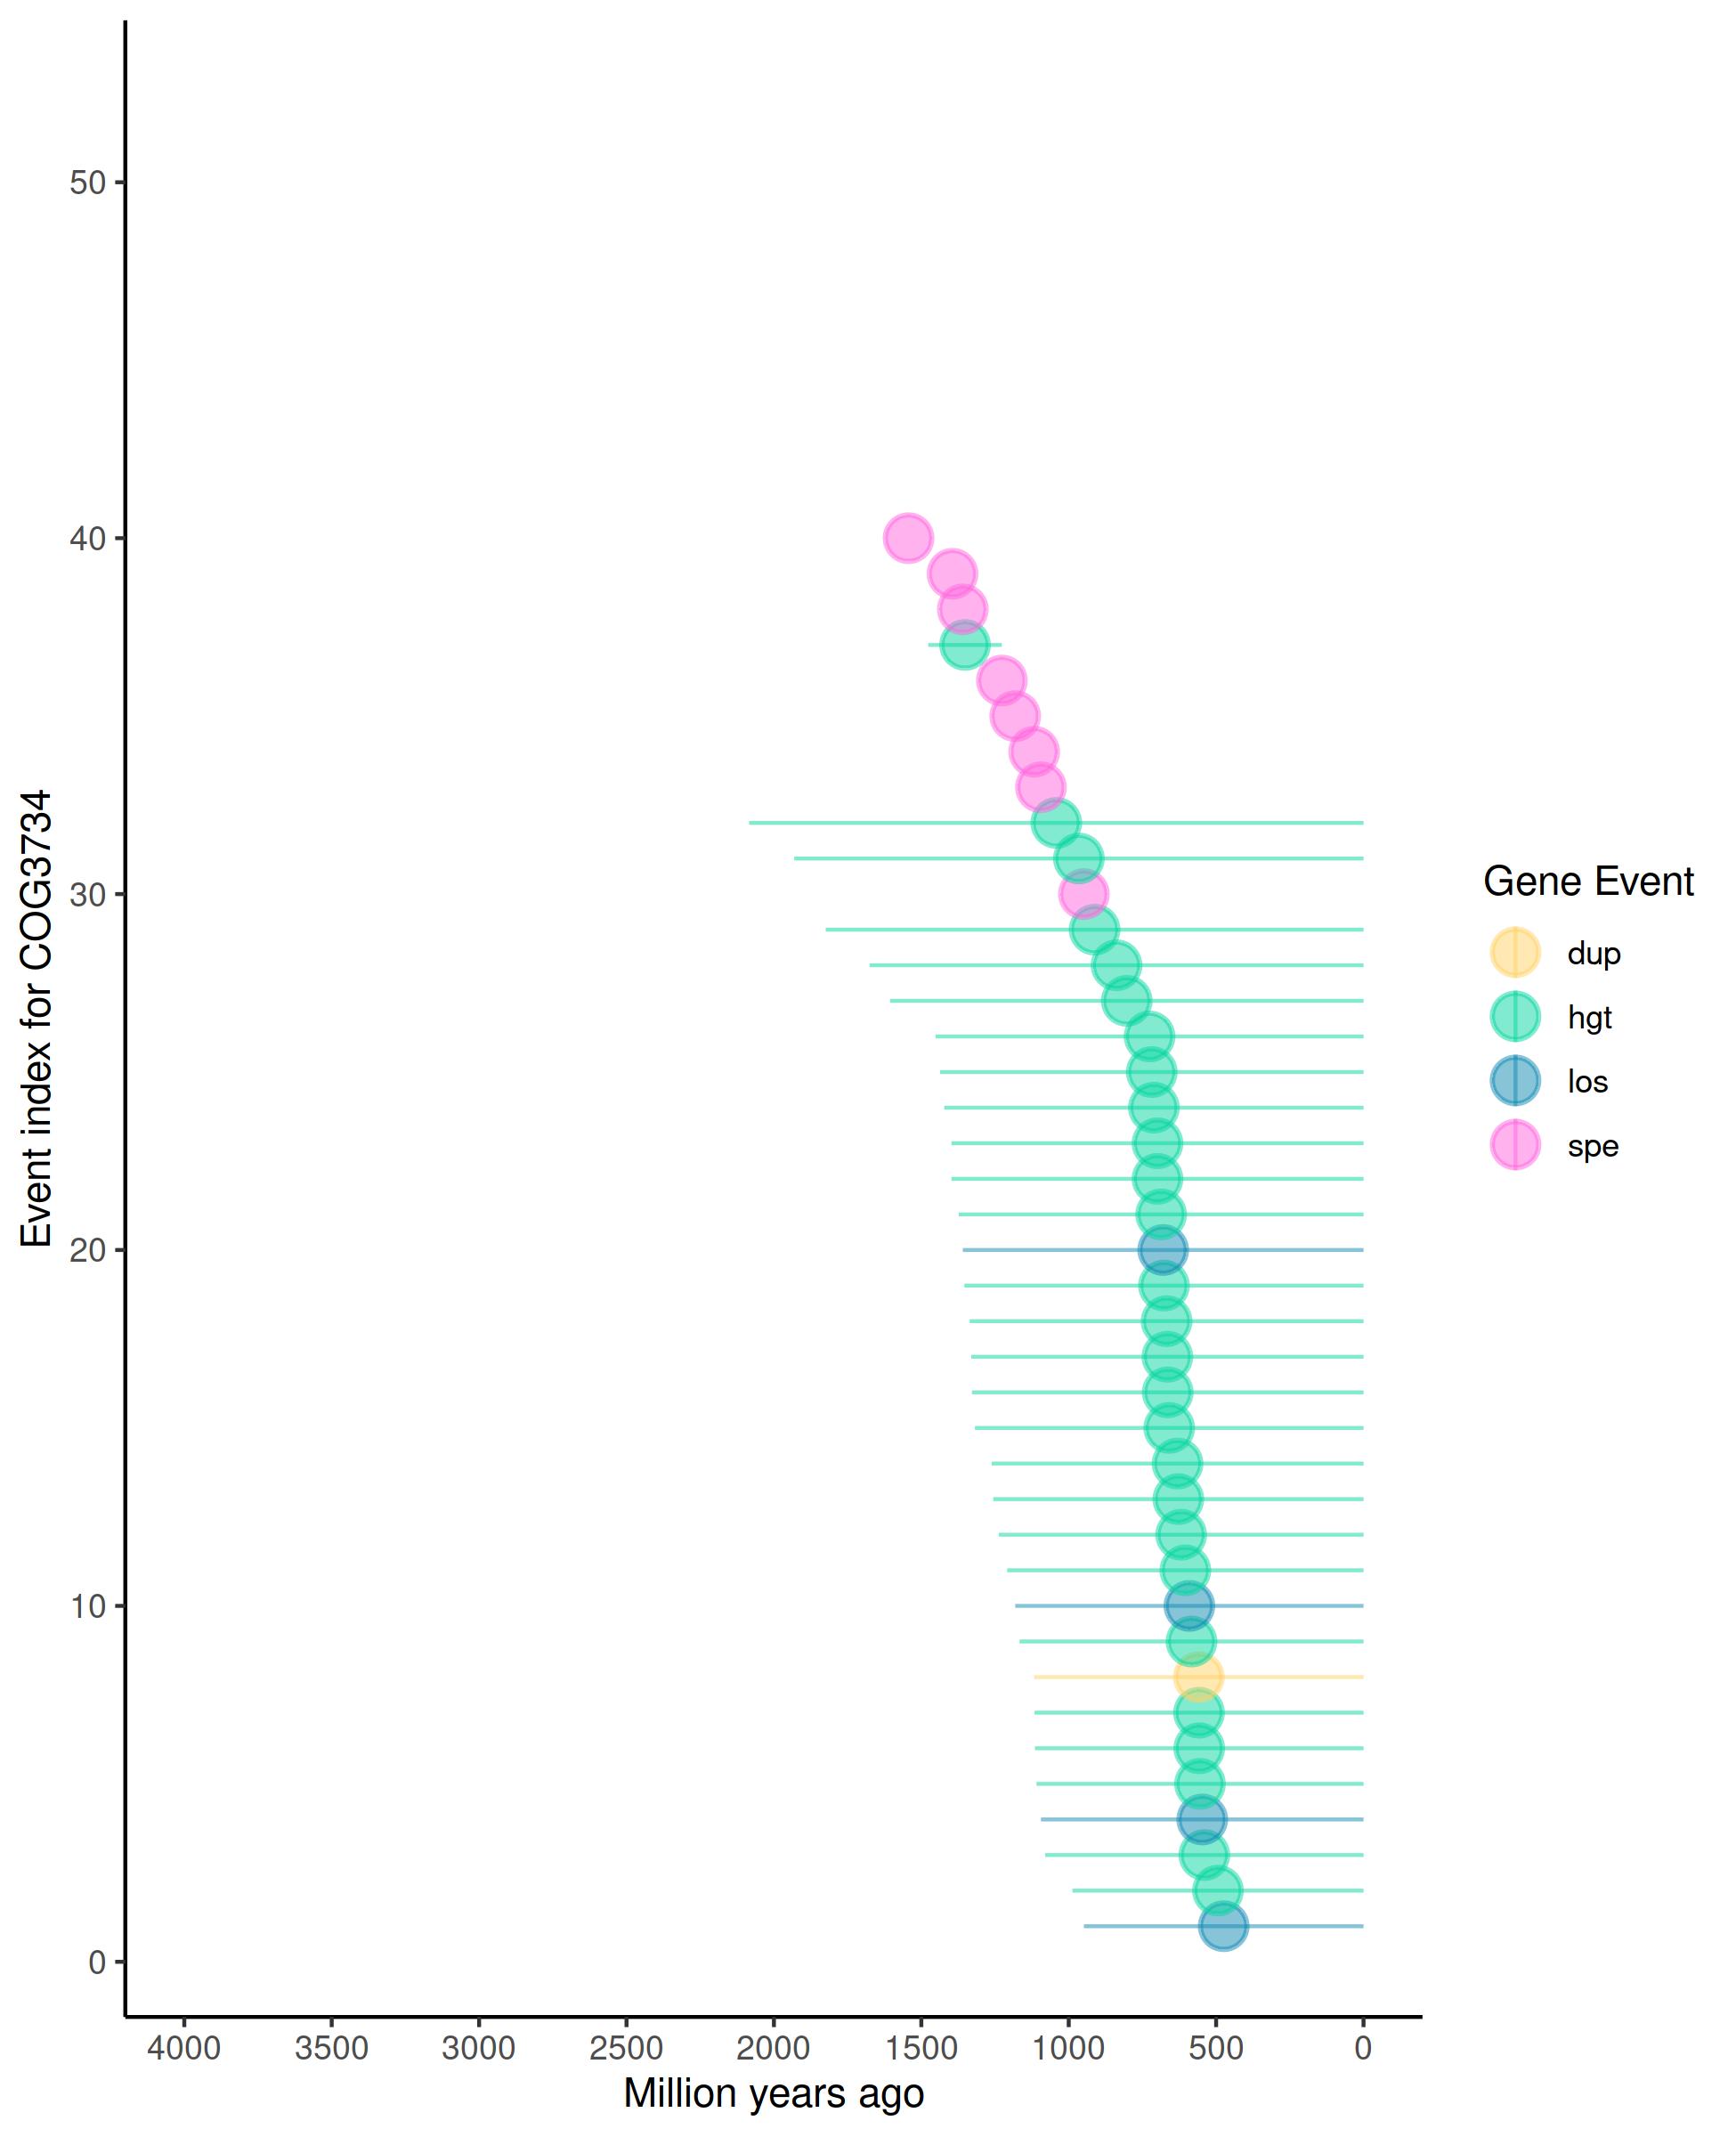 50
40
30
20
10
0
Event index for COG3734
4000 3500 3000 2500 2000 1500 1000 500 0
Million years ago
Gene Event
dup
hgt
los
spe